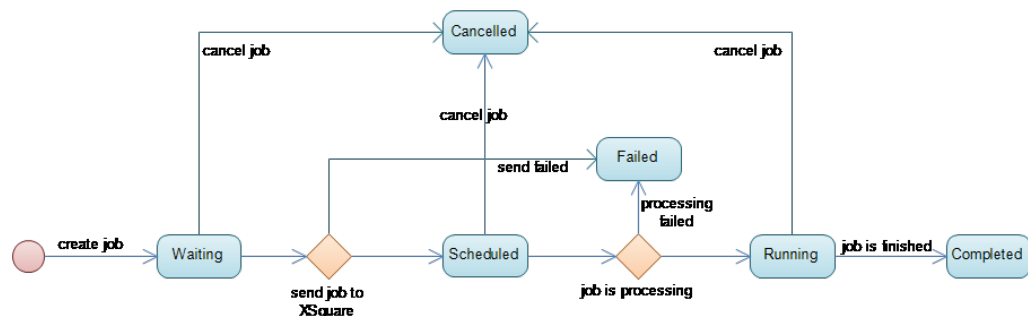 Cancelled
cancel job
cancel job
cancel job
Failed
send failed
processing
failed
create job
Waiting
Scheduled
Running
job is finished
Completed
send job to
XSquare
job is processing